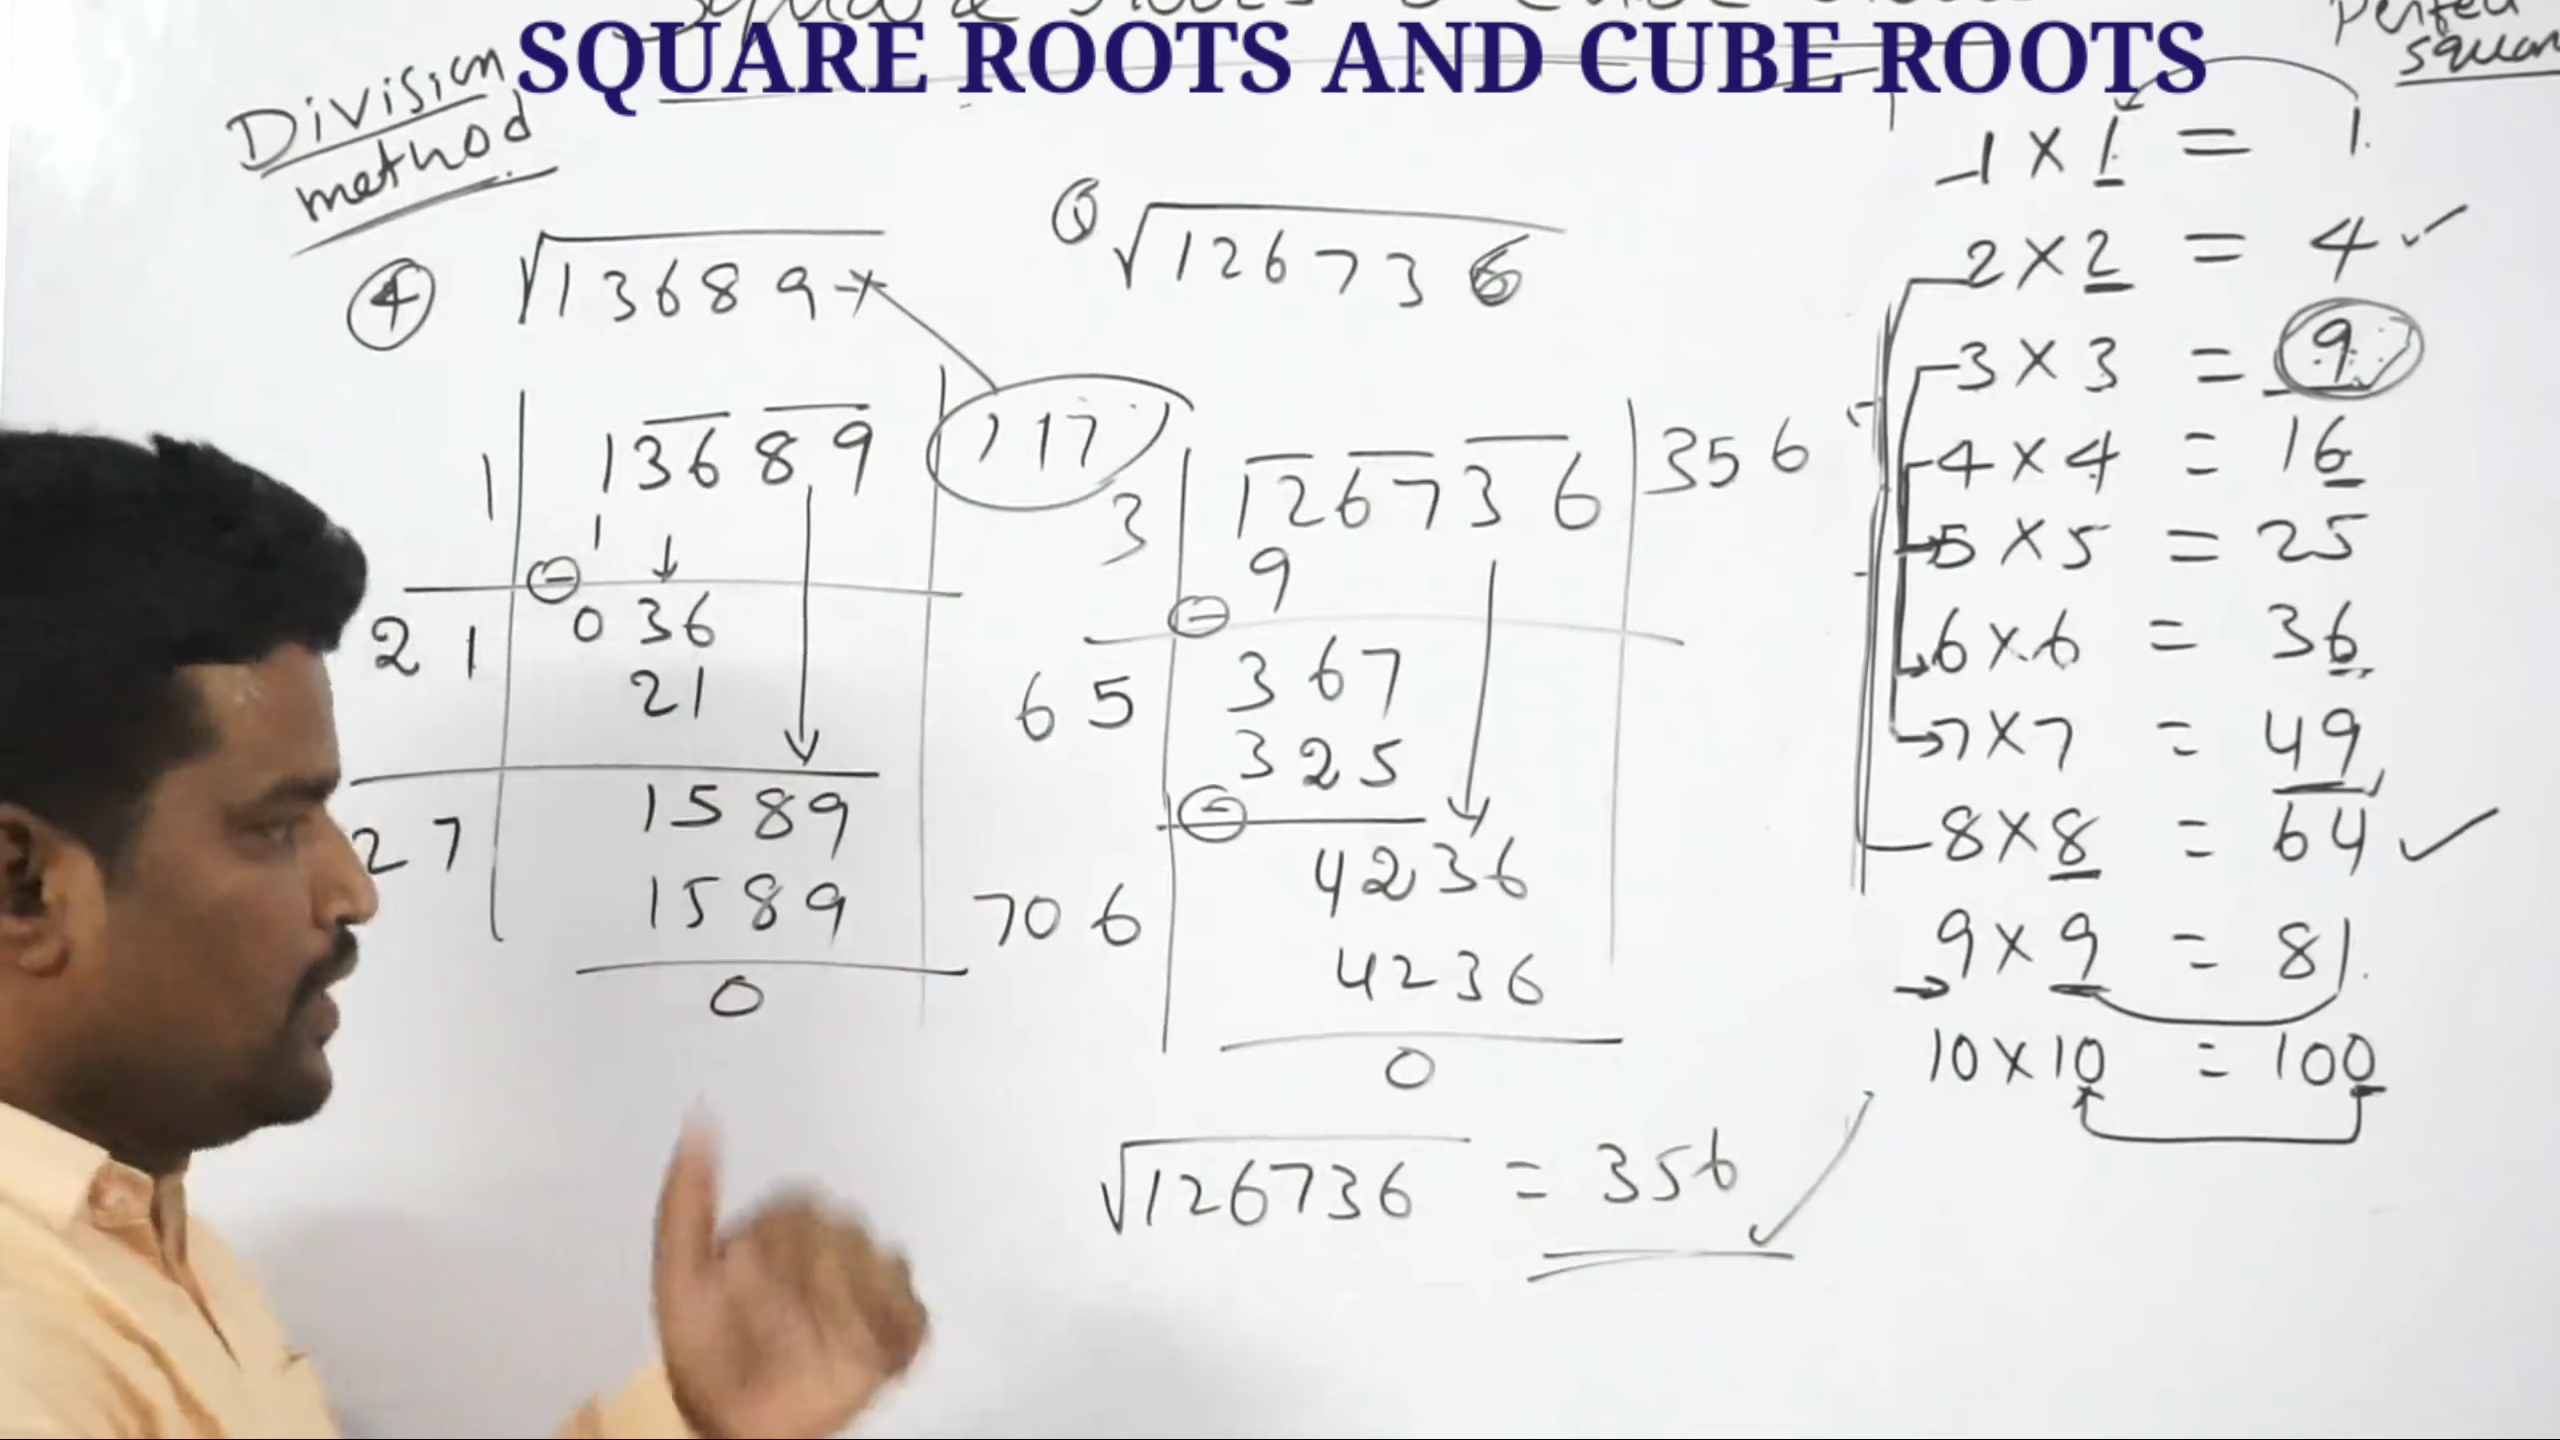 SQUARE ROOTS AND CUBE ROOTS
Division
method
④ √13689
1 | 13689 | 117
1
⊖
21 | 036
21
27 | 1589
1589
0
① √126736
3 | 126736 | 356
9
⊖
65 | 367
325
⊖
706 | 4236
4236
0
√126736 = 356
square
1 × 1 = 1
2 × 2 = 4 ✓
3 × 3 = 9
4 × 4 = 16
5 × 5 = 25
6 × 6 = 36
7 × 7 = 49
8 × 8 = 64 ✓
9 × 9 = 81
10 × 10 = 100